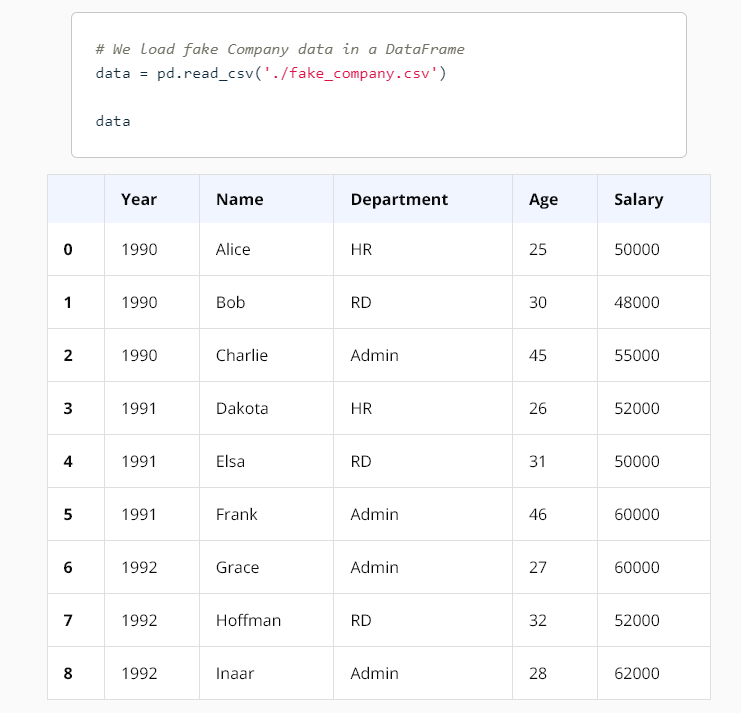 # We load fake Company data in a DataFrame
data = pd.read_csv('./fake_company.csv')
data
Year Name Department Age Salary
0 1990 Alice HR 25 50000
1 1990 Bob RD 30 48000
2 1990 Charlie Admin 45 55000
3 1991 Dakota HR 26 52000
4 1991 Elsa RD 31 50000
5 1991 Frank Admin 46 60000
6 1992 Grace Admin 27 60000
7 1992 Hoffman RD 32 52000
8 1992 Inaar Admin 28 62000